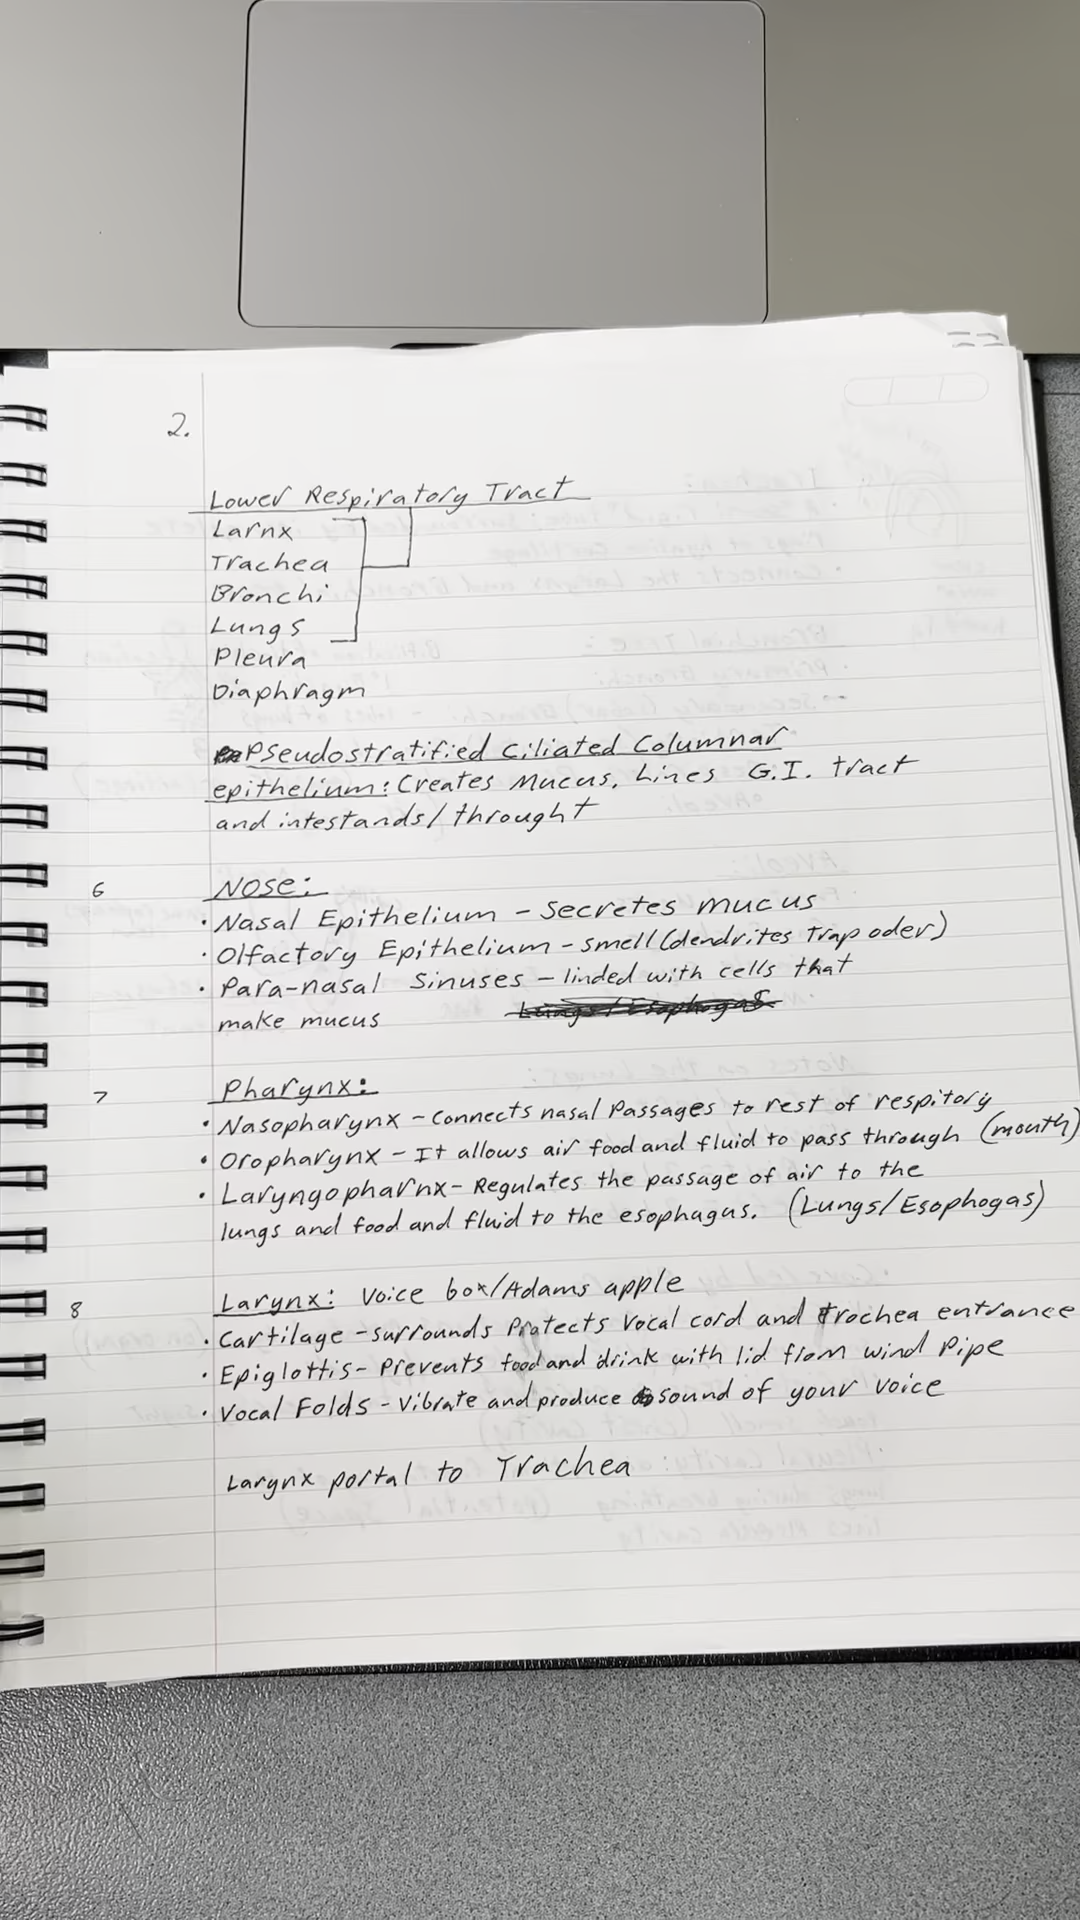 2.
Lower Respiratory Tract
Larnx
Trachea
Bronchi
Lungs
Pleura
Diaphragm
Pseudostratified ciliated Columnar
epithelium: Creates Mucus, Lines G.I. tract
and intestands/throught
6 Nose:
• Nasal Epithelium - Secretes mucus
• Olfactory Epithelium - smell (dendrites Trap oder)
• Para-nasal Sinuses - linded with cells that
make mucus Lungs/Esophogas
7 Pharynx:
• Nasopharynx - Connects nasal Passages to rest of respitory
• Oropharynx - It allows air food and fluid to pass through (mouth)
• Laryngopharnx - Regulates the passage of air to the
lungs and food and fluid to the esophagus. (Lungs/Esophogas)
8 Larynx: Voice box/Adams apple
• Cartilage - surrounds Protects Vocal cord and trochea entrance
• Epiglottis - Prevents food and drink with lid from wind Pipe
• Vocal Folds - Vibrate and produce sound of your voice
Larynx portal to Trachea